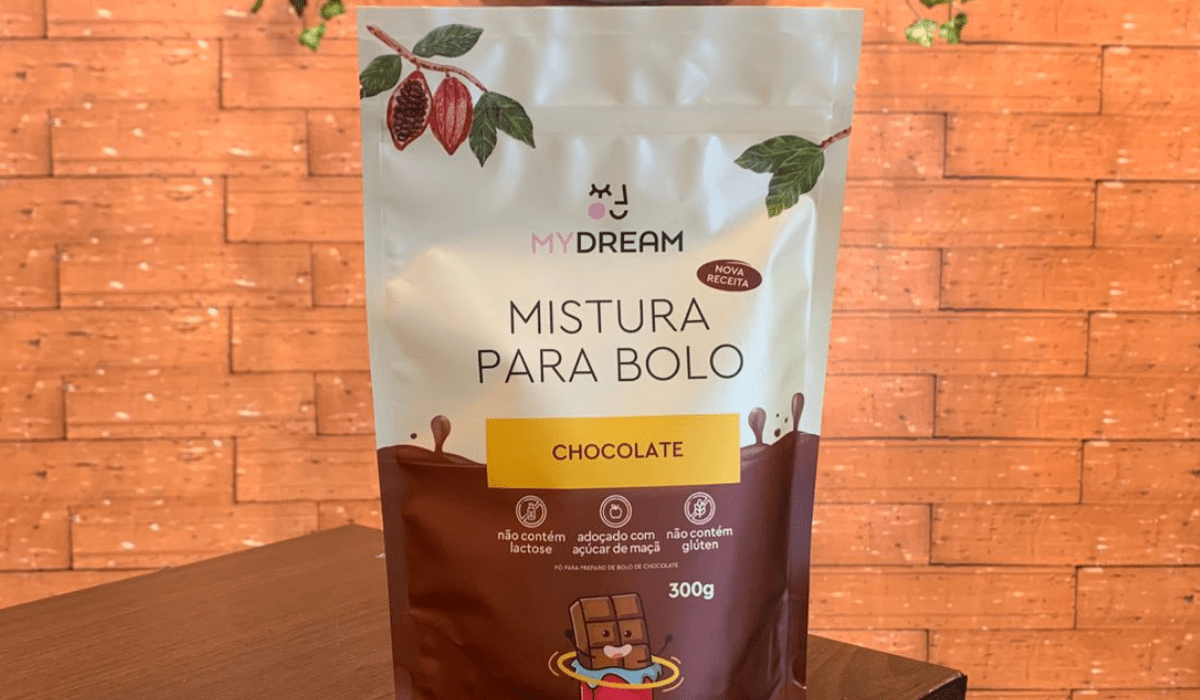 MYDREAM
NOVA
RECEITA
MISTURA
PARA BOLO
CHOCOLATE
não contém
lactose
adoçado com
açúcar de maçã
não contém
glúten
PÓ PARA PREPARO DE BOLO DE CHOCOLATE
300g